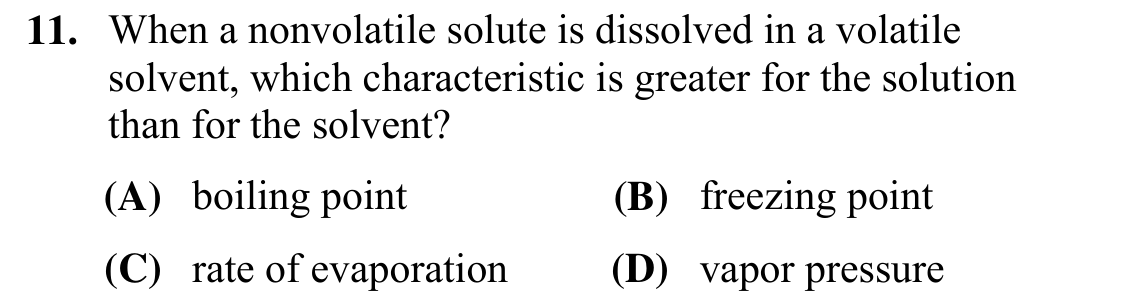 11. When a nonvolatile solute is dissolved in a volatile
solvent, which characteristic is greater for the solution
than for the solvent?
(A) boiling point (B) freezing point
(C) rate of evaporation (D) vapor pressure